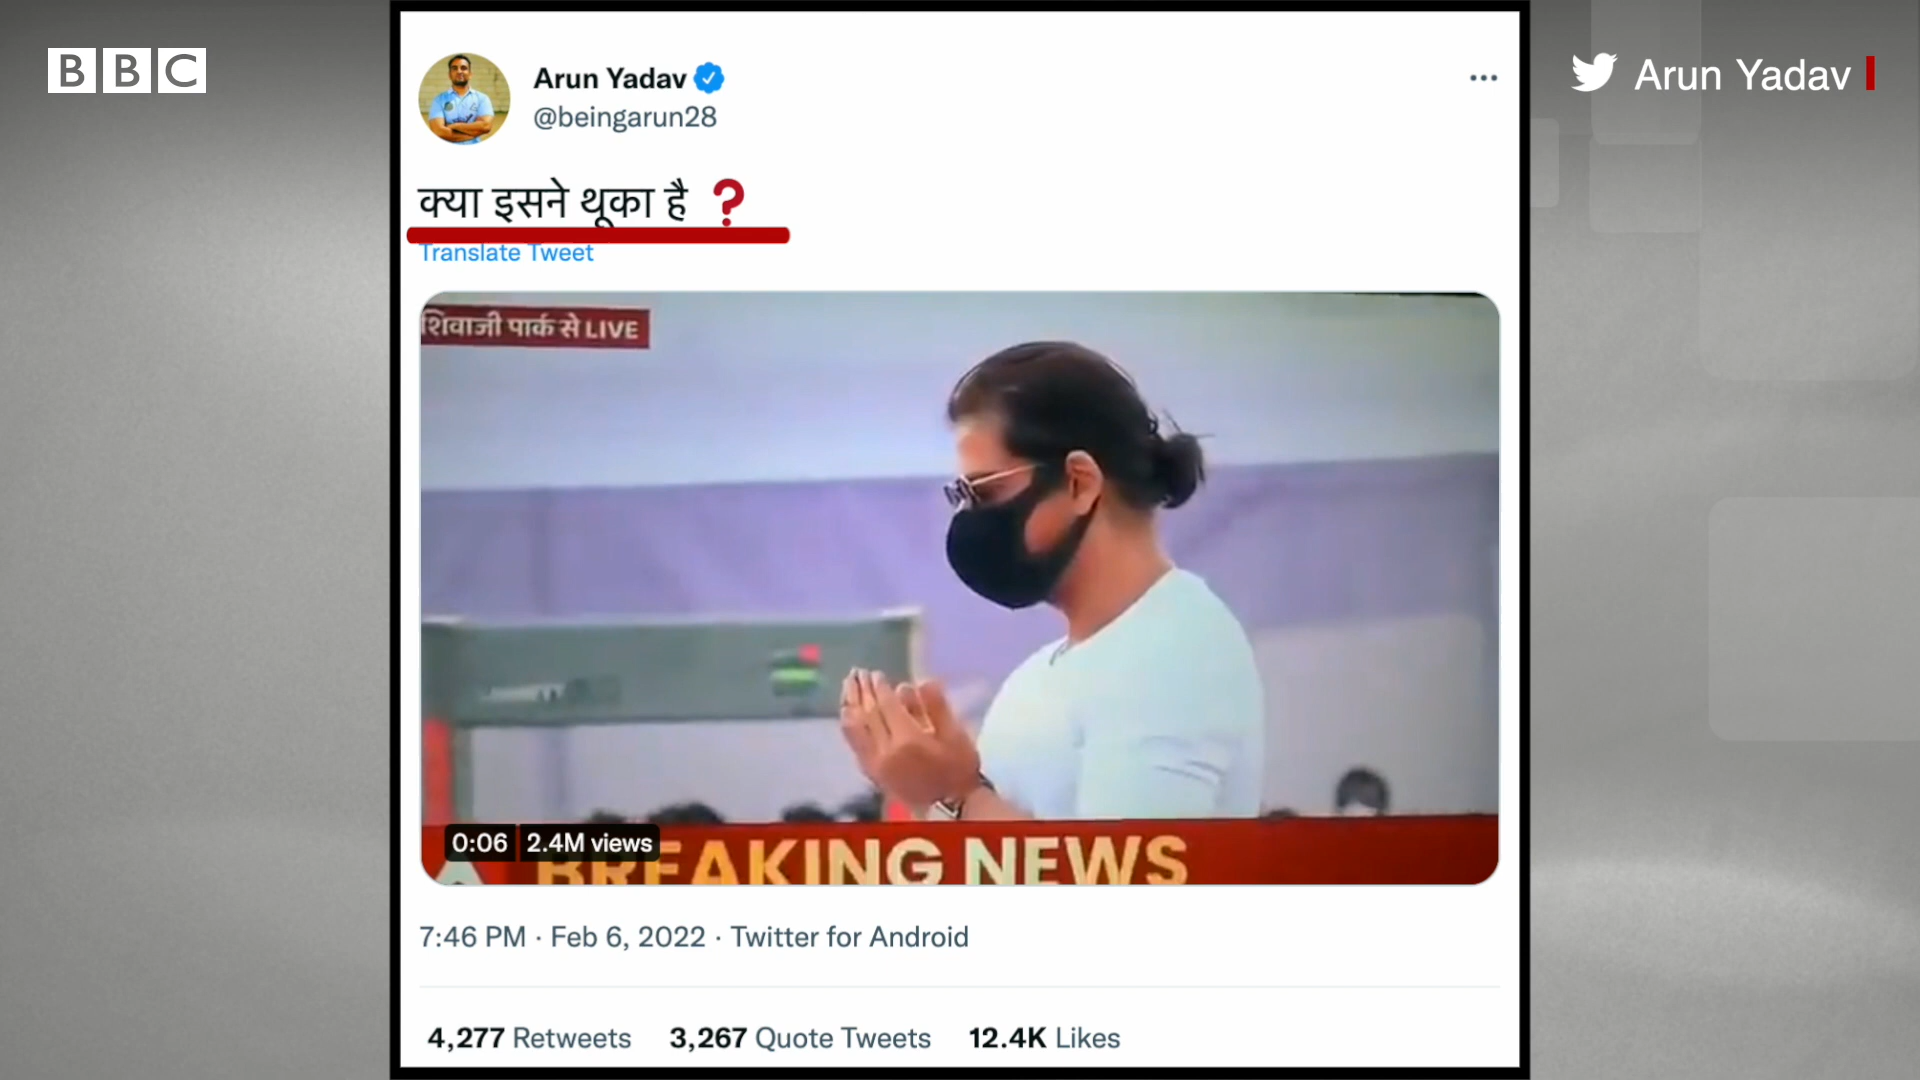 BBC
Arun Yadav
Arun Yadav
@beingarun28
क्या इसने थूका है ❓
Translate Tweet
शिवाजी पार्क से LIVE
0:06 2.4M views
BREAKING NEWS
7:46 PM · Feb 6, 2022 · Twitter for Android
4,277 Retweets 3,267 Quote Tweets 12.4K Likes